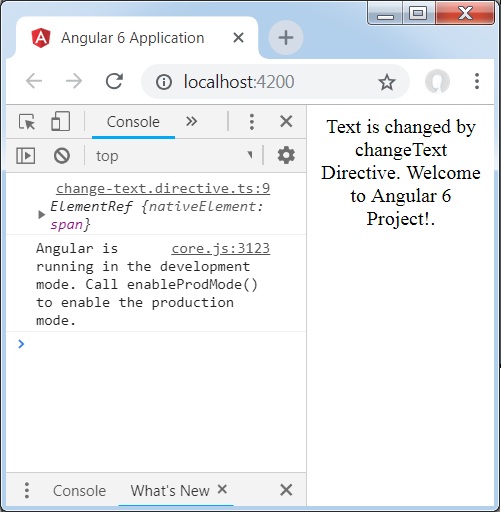 Angular 6 Application
localhost:4200
Console
top
change-text.directive.ts:9
ElementRef {nativeElement:
span}
Angular is core.js:3123
running in the development
mode. Call enableProdMode()
to enable the production
mode.
Console
What's New
Text is changed by
changeText
Directive. Welcome
to Angular 6
Project!.